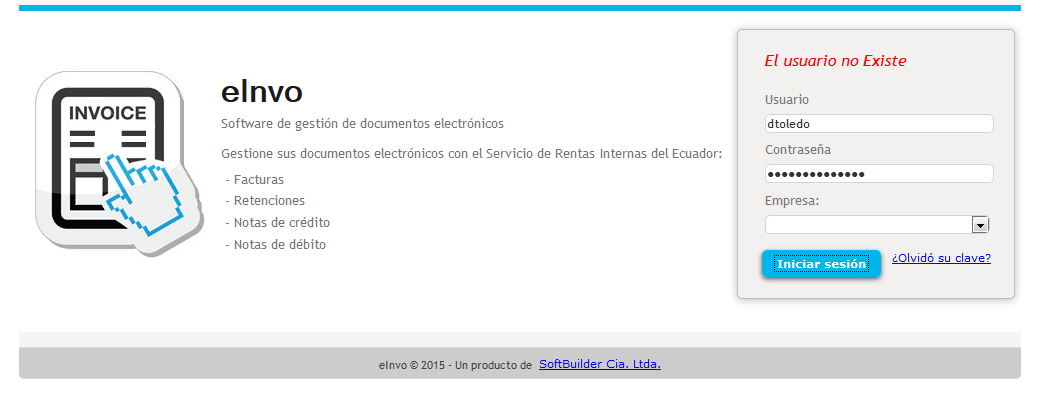 INVOICE
eInvo
Software de gestión de documentos electrónicos
Gestione sus documentos electrónicos con el Servicio de Rentas Internas del Ecuador:
- Facturas
- Retenciones
- Notas de crédito
- Notas de débito
El usuario no Existe
Usuario
dtoledo
Contraseña
••••••••••••••
Empresa:
Iniciar sesión ¿Olvidó su clave?
eInvo © 2015 - Un producto de SoftBuilder Cia. Ltda.